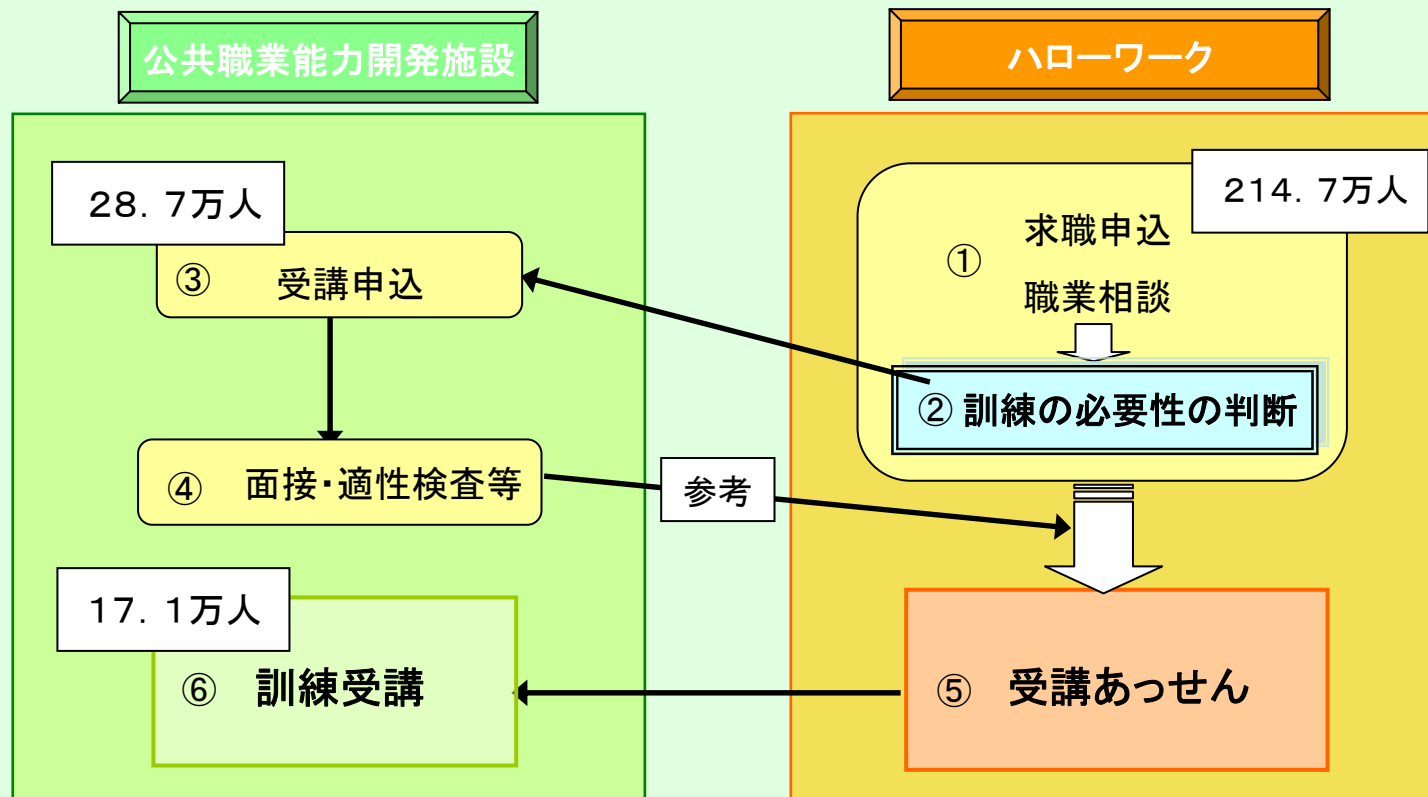 公共職業能力開発施設
ハローワーク
28．7万人
③ 受講申込
④ 面接・適性検査等
17．1万人
⑥ 訓練受講
参考
214．7万人
① 求職申込
職業相談
② 訓練の必要性の判断
⑤ 受講あっせん